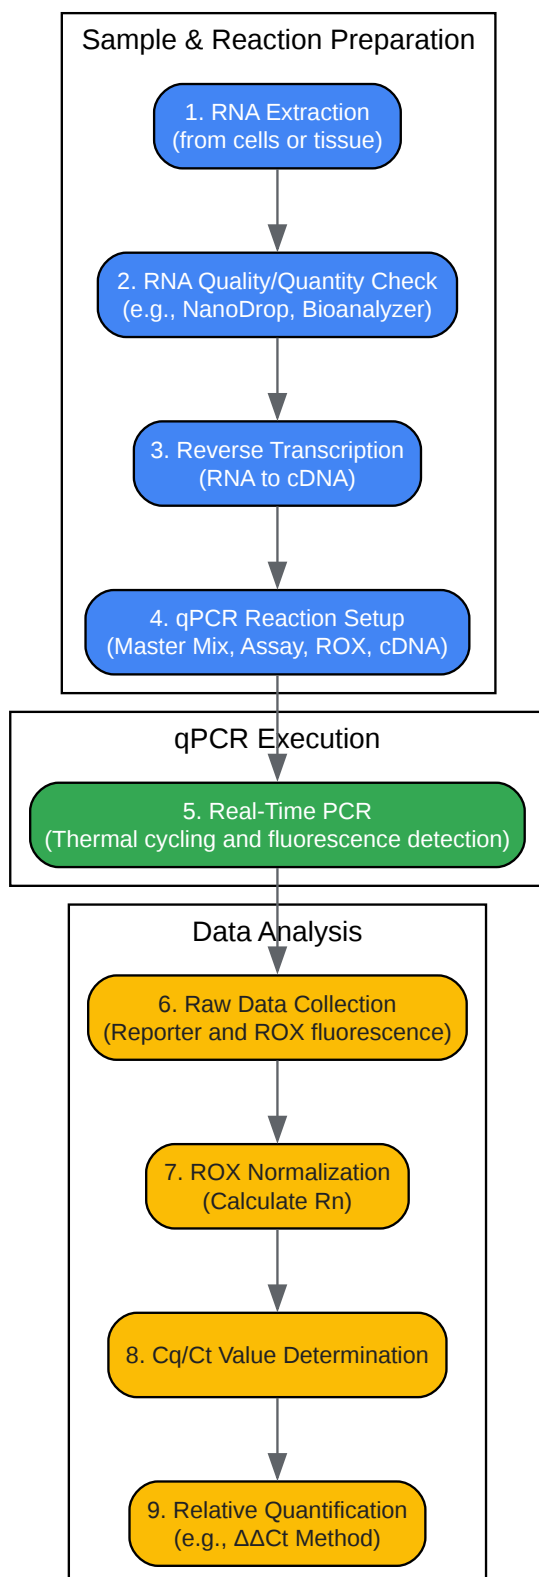 Sample & Reaction Preparation
1. RNA Extraction
(from cells or tissue)
2. RNA Quality/Quantity Check
(e.g., NanoDrop, Bioanalyzer)
3. Reverse Transcription
(RNA to cDNA)
4. qPCR Reaction Setup
(Master Mix, Assay, ROX, cDNA)
qPCR Execution
5. Real-Time PCR
(Thermal cycling and fluorescence detection)
Data Analysis
6. Raw Data Collection
(Reporter and ROX fluorescence)
7. ROX Normalization
(Calculate Rn)
8. Cq/Ct Value Determination
9. Relative Quantification
(e.g., ΔΔCt Method)